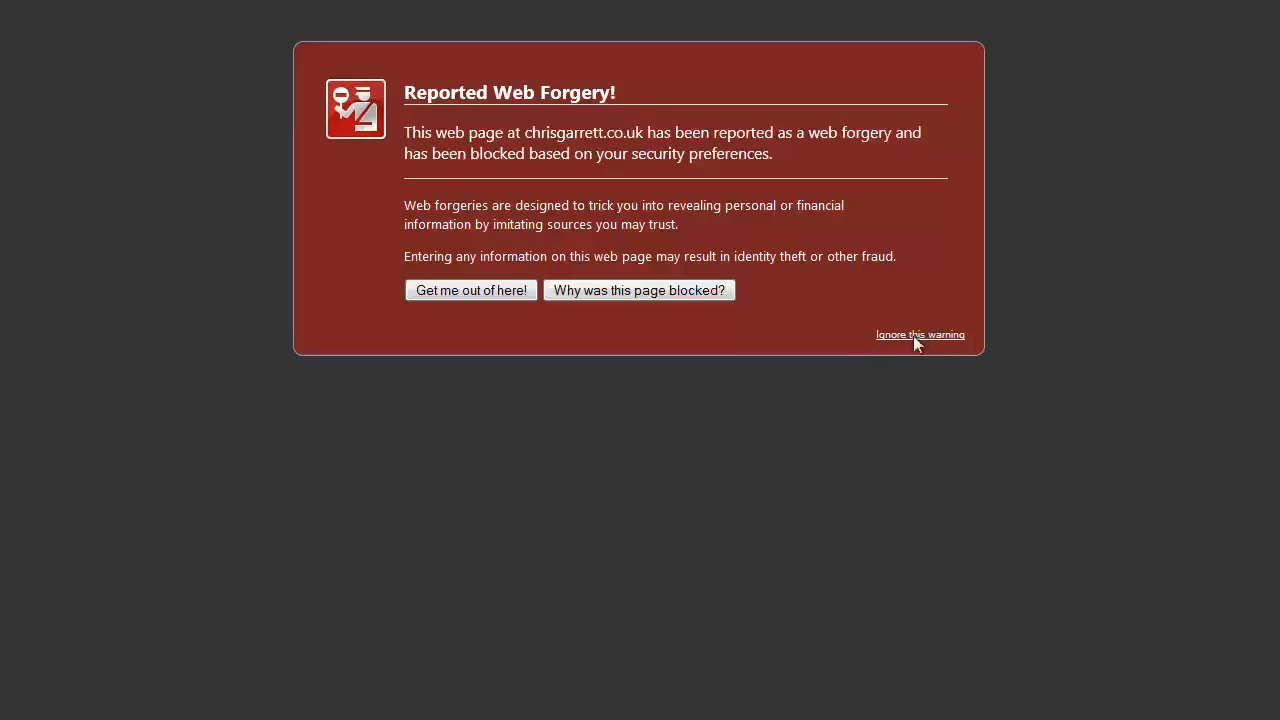 Reported Web Forgery!
This web page at chrisgarrett.co.uk has been reported as a web forgery and
has been blocked based on your security preferences.
Web forgeries are designed to trick you into revealing personal or financial
information by imitating sources you may trust.
Entering any information on this web page may result in identity theft or other fraud.
Get me out of here! Why was this page blocked?
Ignore this warning